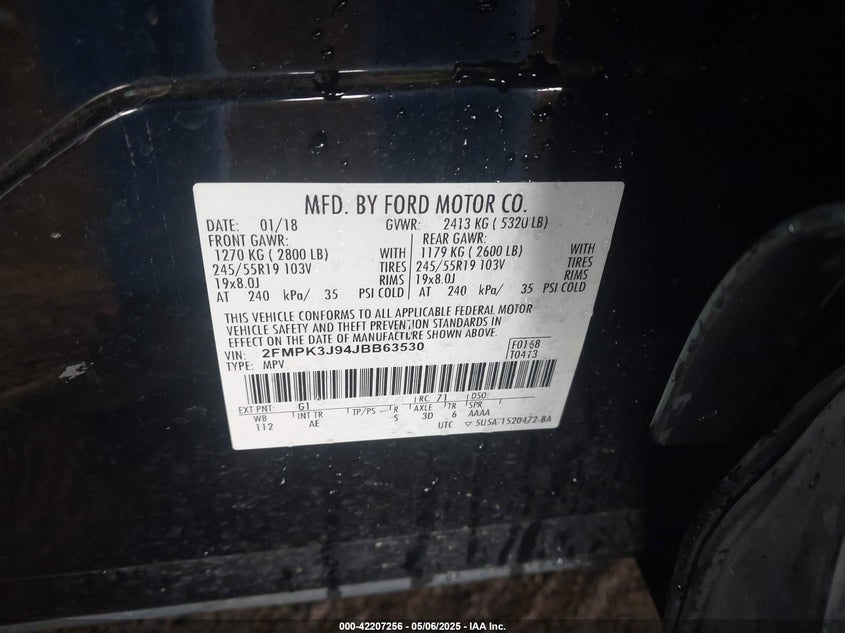 MFD. BY FORD MOTOR CO.
DATE: 01/18 GVWR: 2413 KG ( 5320 LB)
FRONT GAWR: REAR GAWR:
1270 KG ( 2800 LB) WITH 1179 KG ( 2600 LB) WITH
245/55R19 103V TIRES 245/55R19 103V TIRES
19x8.0J RIMS 19x8.0J RIMS
AT 240 kPa/ 35 PSI COLD AT 240 kPa/ 35 PSI COLD
THIS VEHICLE CONFORMS TO ALL APPLICABLE FEDERAL MOTOR
VEHICLE SAFETY AND THEFT PREVENTION STANDARDS IN
EFFECT ON THE DATE OF MANUFACTURE SHOWN ABOVE.
VIN: 2FMPK3J94JBB63530 F0168
TYPE: MPV T0473
EXT PNT: G1 RC: 71 DSO:
WB INT TR TP/PS R AXLE TR SPR
112 AE S 3D 6 AAAA
UTC 5U5A-1520472-BA
000-42207256 - 05/06/2025 - IAA Inc.